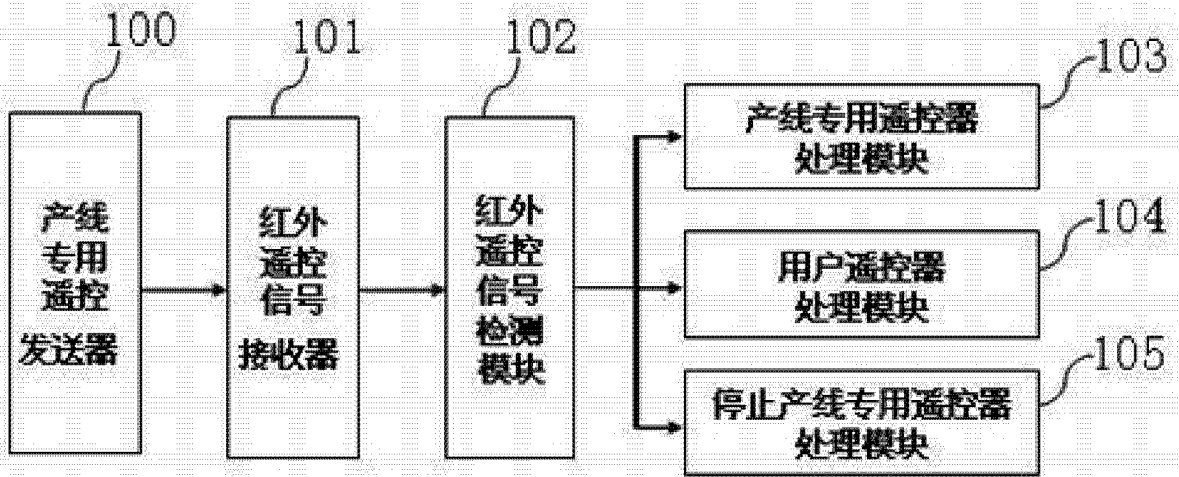 100
101
102
103
104
105
产线
专用
遥控
发送器
红外
遥控
信号
接收器
红外
遥控
信号
检测
模块
产线专用遥控器
处理模块
用户遥控器
处理模块
停止产线专用遥控器
处理模块